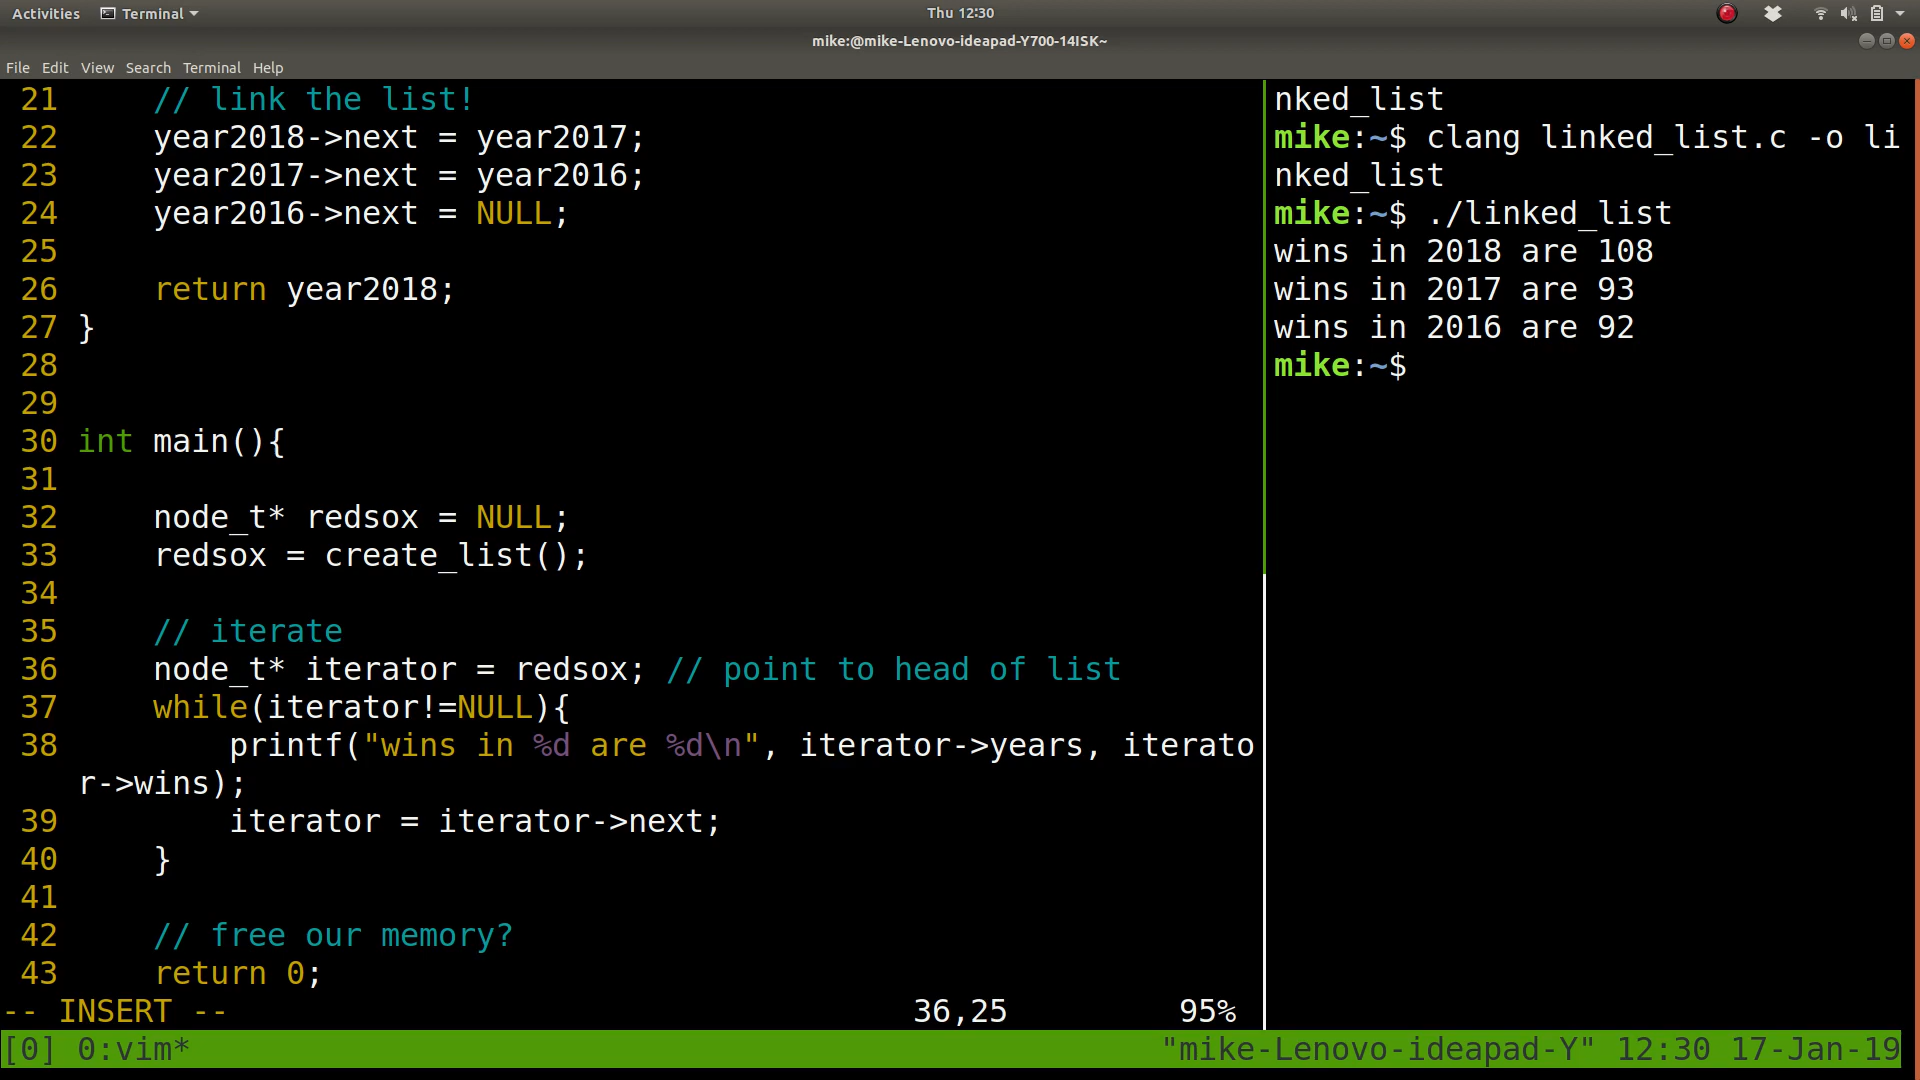 Activities Terminal Thu 12:30
mike:@mike-Lenovo-ideapad-Y700-14ISK~
File Edit View Search Terminal Help
21     // link the list!
22     year2018->next = year2017;
23     year2017->next = year2016;
24     year2016->next = NULL;
25
26     return year2018;
27 }
28
29
30 int main(){
31
32     node_t* redsox = NULL;
33     redsox = create_list();
34
35     // iterate
36     node_t* iterator = redsox; // point to head of list
37     while(iterator!=NULL){
38         printf("wins in %d are %d\n", iterator->years, iterato
r->wins);
39         iterator = iterator->next;
40     }
41
42     // free our memory?
43     return 0;
-- INSERT -- 36,25 95%
nked_list
mike:~$ clang linked_list.c -o li
nked_list
mike:~$ ./linked_list
wins in 2018 are 108
wins in 2017 are 93
wins in 2016 are 92
mike:~$
[0] 0:vim* "mike-Lenovo-ideapad-Y" 12:30 17-Jan-19